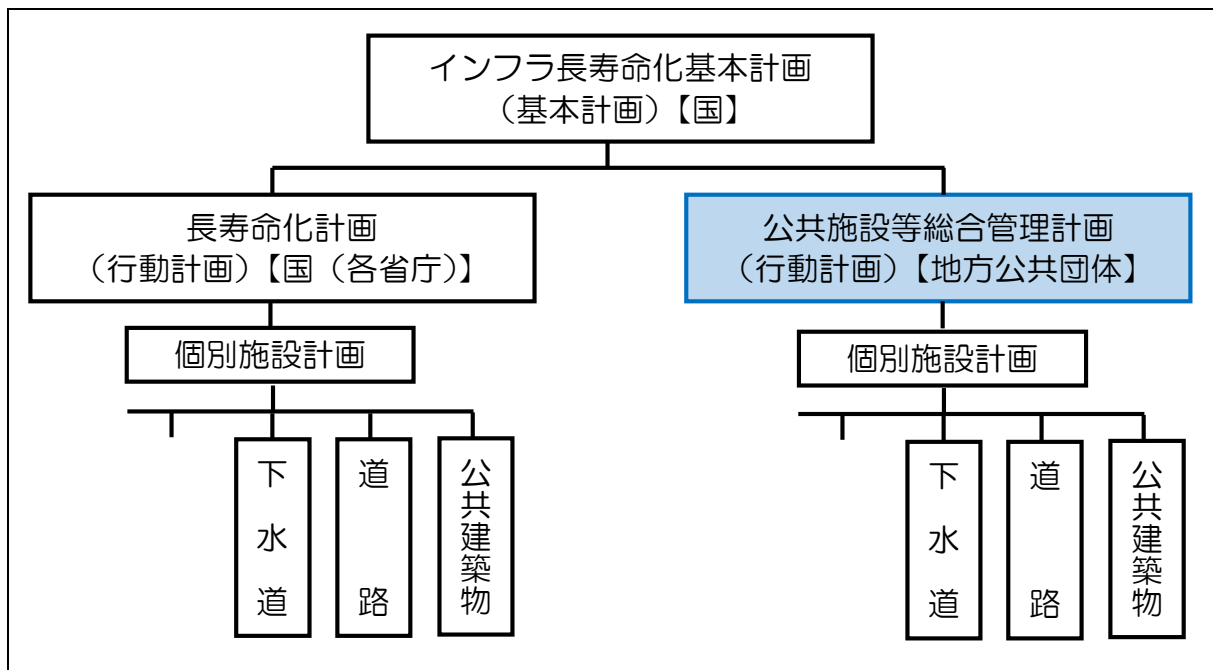 インフラ長寿命化基本計画
（基本計画）【国】
長寿命化計画
（行動計画）【国（各省庁）】
公共施設等総合管理計画
（行動計画）【地方公共団体】
個別施設計画
個別施設計画
下水道
道路
公共建築物
下水道
道路
公共建築物